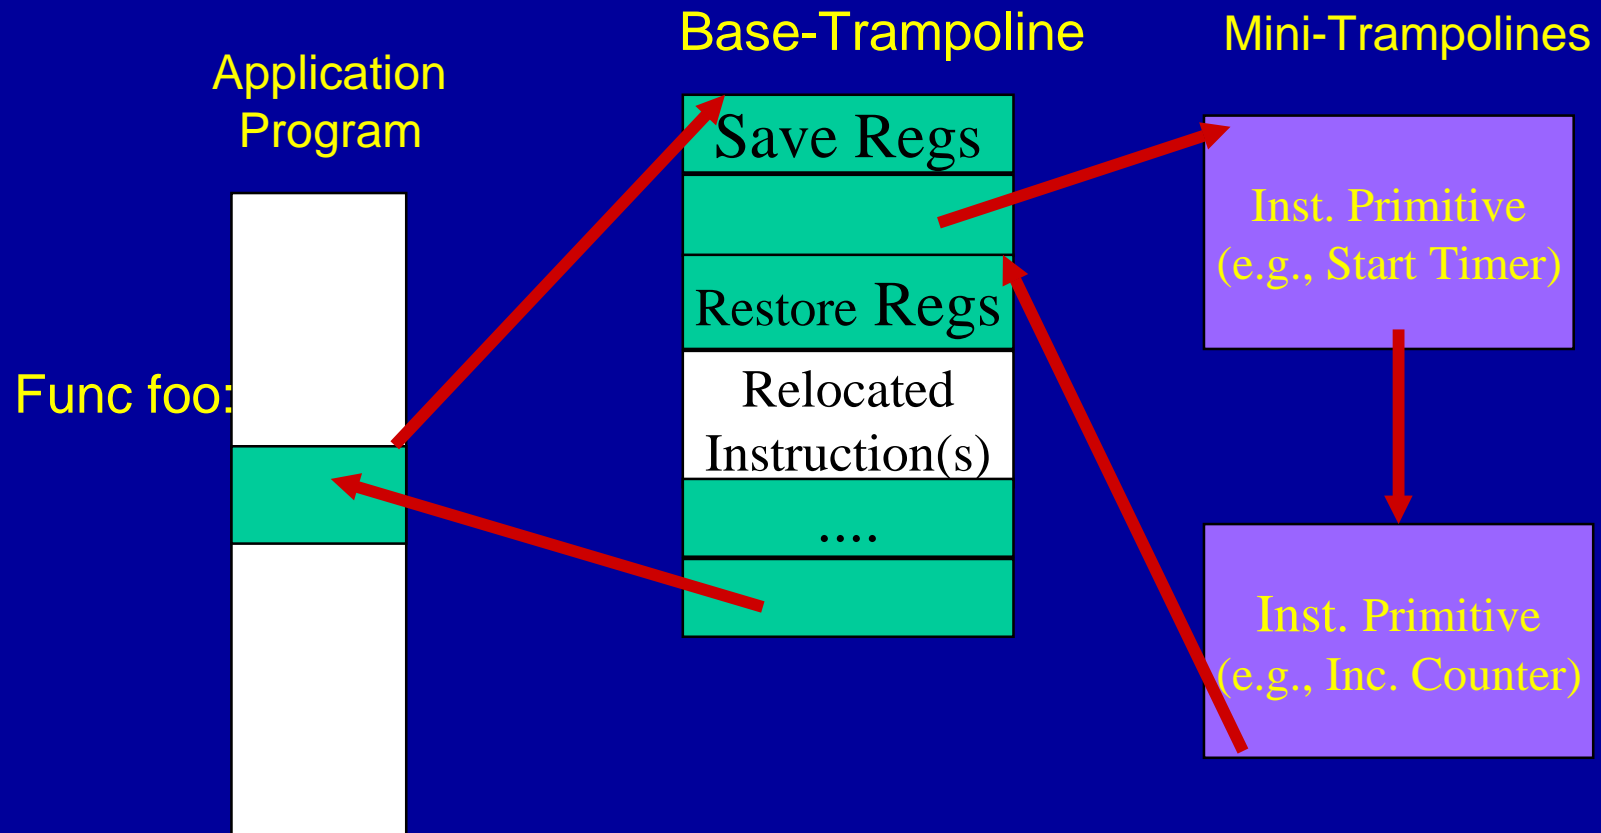 Application
Program
Func foo:
Base-Trampoline
Save Regs
Restore Regs
Relocated
Instruction(s)
....
Mini-Trampolines
Inst. Primitive
(e.g., Start Timer)
Inst. Primitive
(e.g., Inc. Counter)